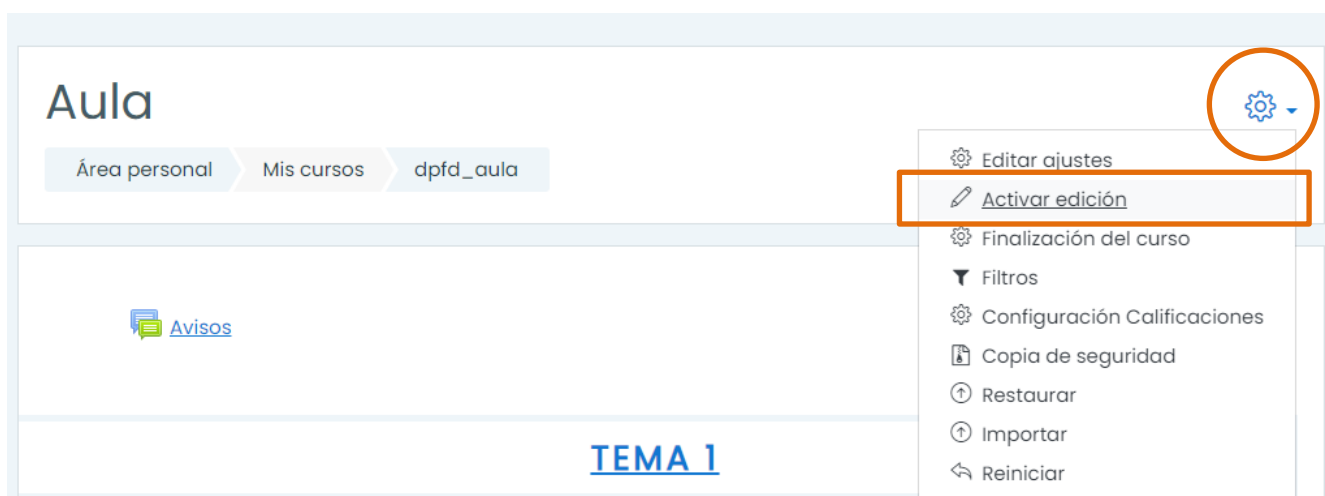 Aula
Área personal Mis cursos dpfd_aula
Editar ajustes
Activar edición
Finalización del curso
Filtros
Configuración Calificaciones
Copia de seguridad
Restaurar
Importar
Reiniciar
Avisos
TEMA 1